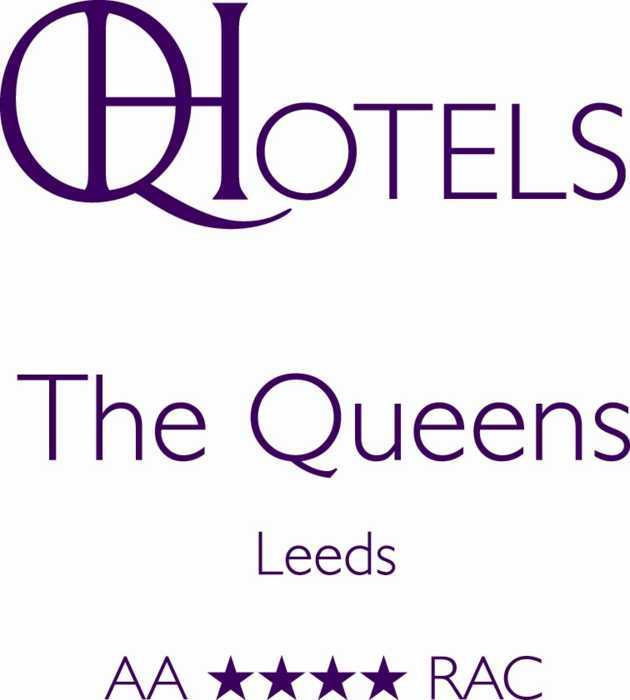 QHOTELS
The Queens
Leeds
AA ★★★★ RAC